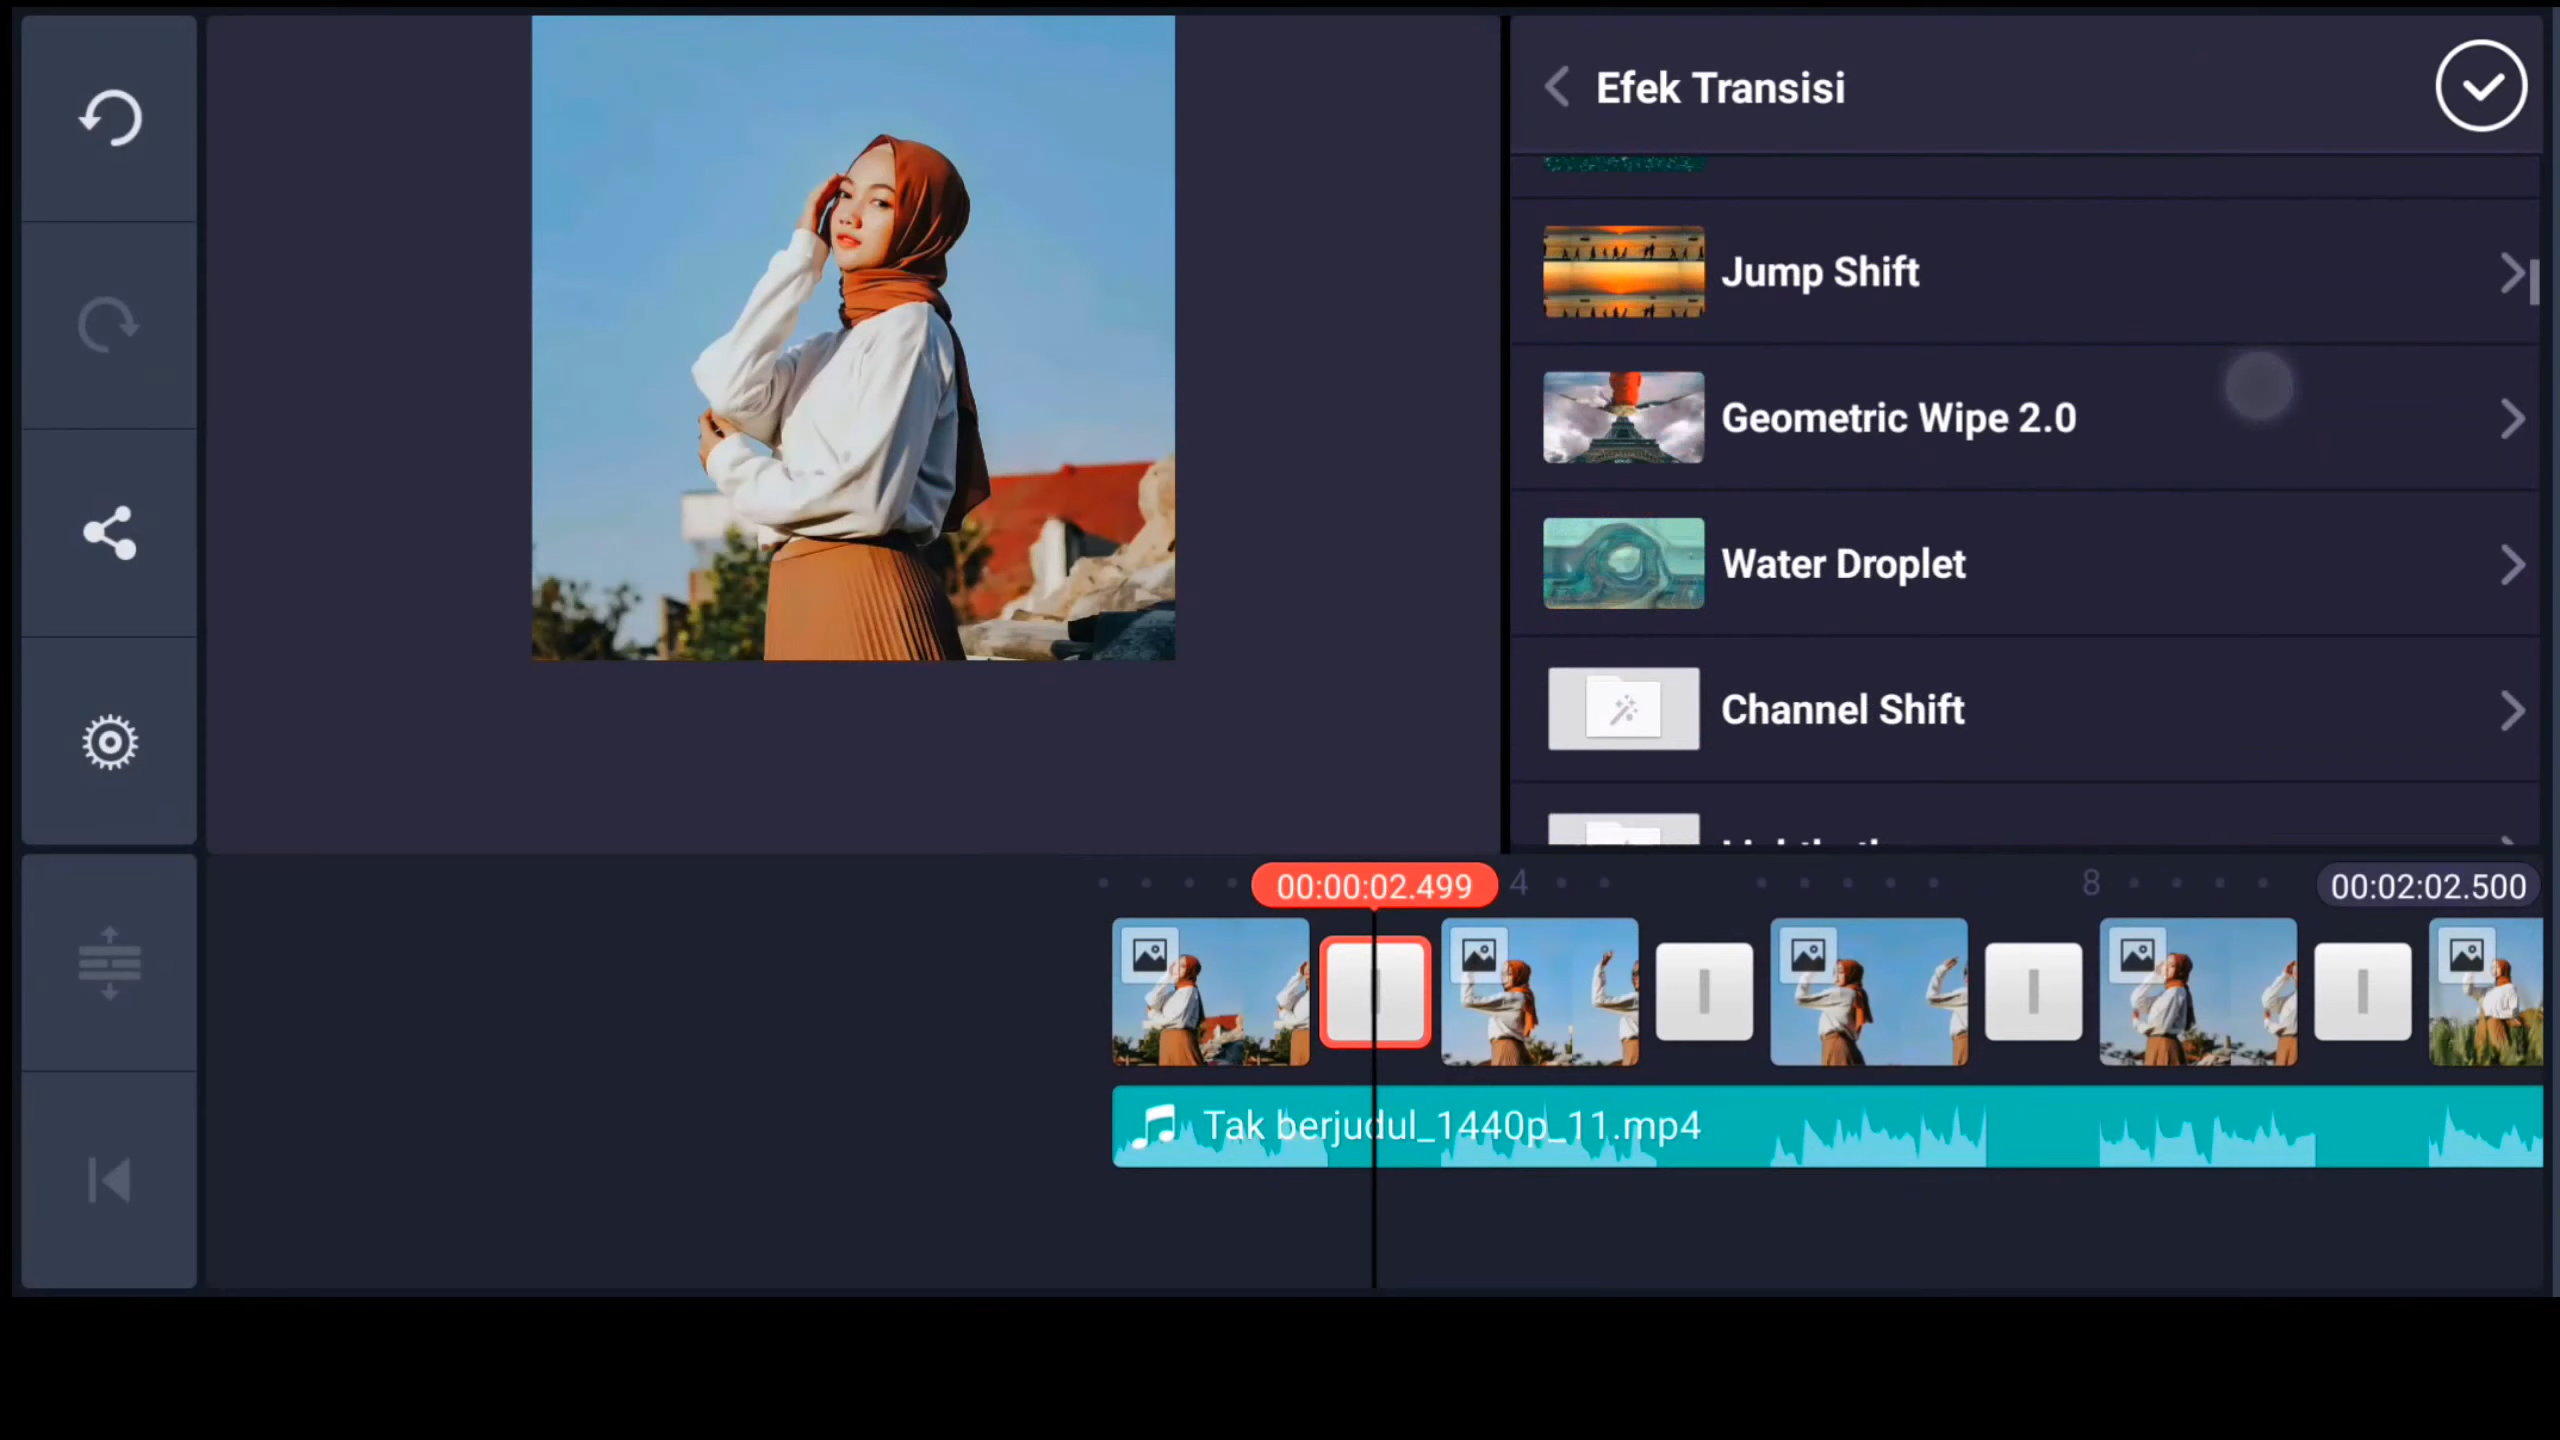 Efek Transisi
Jump Shift
Geometric Wipe 2.0
Water Droplet
Channel Shift
00:00:02.499
4
8
00:02:02.500
Tak berjudul_1440p_11.mp4